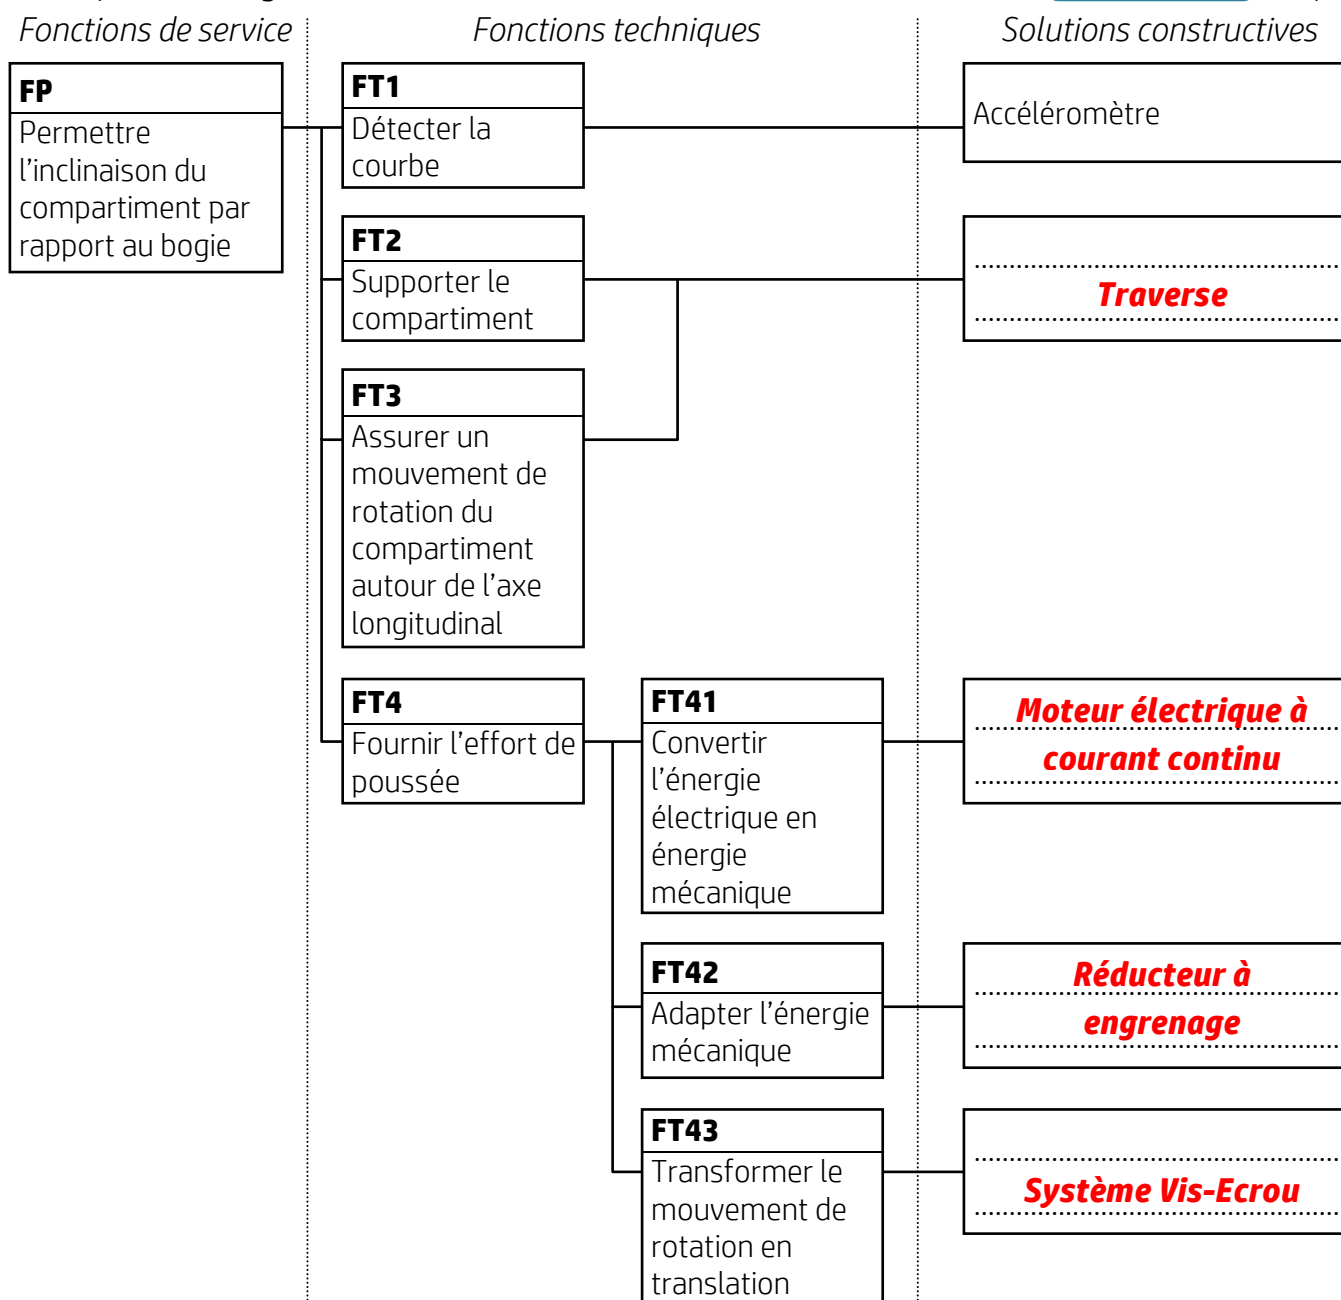 Fonctions de service
Fonctions techniques
Solutions constructives
FP
Permettre
l'inclinaison du
compartiment par
rapport au bogie
FT1
Détecter la
courbe
Accéléromètre
FT2
Supporter le
compartiment
Traverse
FT3
Assurer un
mouvement de
rotation du
compartiment
autour de l'axe
longitudinal
FT4
Fournir l'effort de
poussée
FT41
Convertir
l'énergie
électrique en
énergie
mécanique
Moteur électrique à
courant continu
FT42
Adapter l'énergie
mécanique
Réducteur à
engrenage
FT43
Transformer le
mouvement de
rotation en
translation
Système Vis-Ecrou